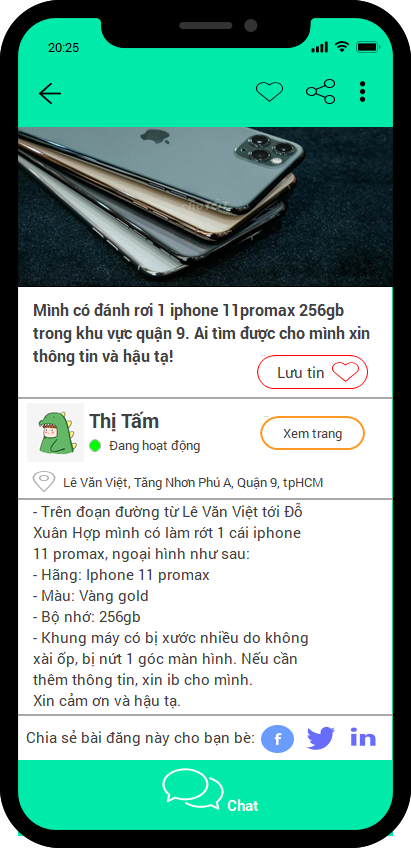 20:25
Mình có đánh rơi 1 iphone 11promax 256gb
trong khu vực quận 9. Ai tìm được cho mình xin
thông tin và hậu tạ!
Lưu tin
Thị Tấm
Đang hoạt động
Xem trang
Lê Văn Việt, Tăng Nhơn Phú A, Quận 9, tpHCM
- Trên đoạn đường từ Lê Văn Việt tới Đỗ
Xuân Hợp mình có làm rớt 1 cái iphone
11 promax, ngoại hình như sau:
- Hãng: Iphone 11 promax
- Màu: Vàng gold
- Bộ nhớ: 256gb
- Khung máy có bị xước nhiều do không
xài ốp, bị nứt 1 góc màn hình. Nếu cần
thêm thông tin, xin ib cho mình.
Xin cảm ơn và hậu tạ.
Chia sẻ bài đăng này cho bạn bè:
f
in
Chat